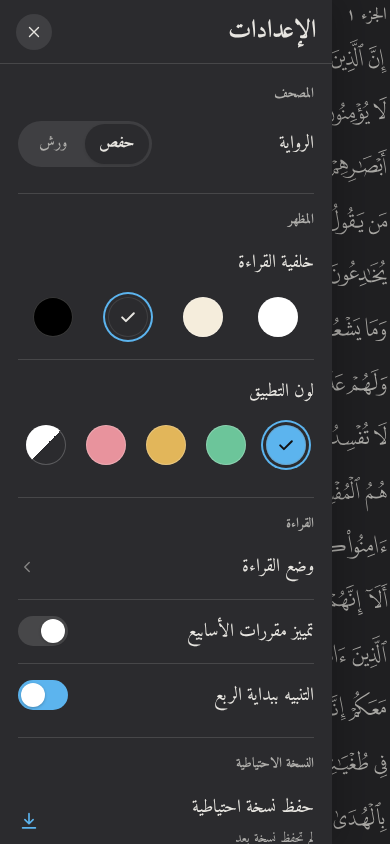 الجزء ١
الإعدادات
المصحف
الرواية
حفص
ورش
المظهر
خلفية القراءة
لون التطبيق
القراءة
وضع القراءة
تمييز مقررات الأسابيع
التنبيه ببداية الربع
النسخة الاحتياطية
حفظ نسخة احتياطية
لم تحفظ نسخة بعد
إِنَّ ٱلَّذِينَ
لَا يُؤْمِنُونَ
أَبْصَـٰرِهِمْ
مَن يَقُولُ
يُخَـٰدِعُونَ
وَمَا يَشْعُ
وَلَهُمْ عَذَ
لَا تُفْسِدُ
هُمُ ٱلْمُفْ
ءَامِنُوا۟ ك
أَلَآ إِنَّهُمْ
ٱلَّذِينَ ءَا
مَعَكُمْ إِنَّ
فِى طُغْيَـٰنِ
بِٱلْهُدَىٰ